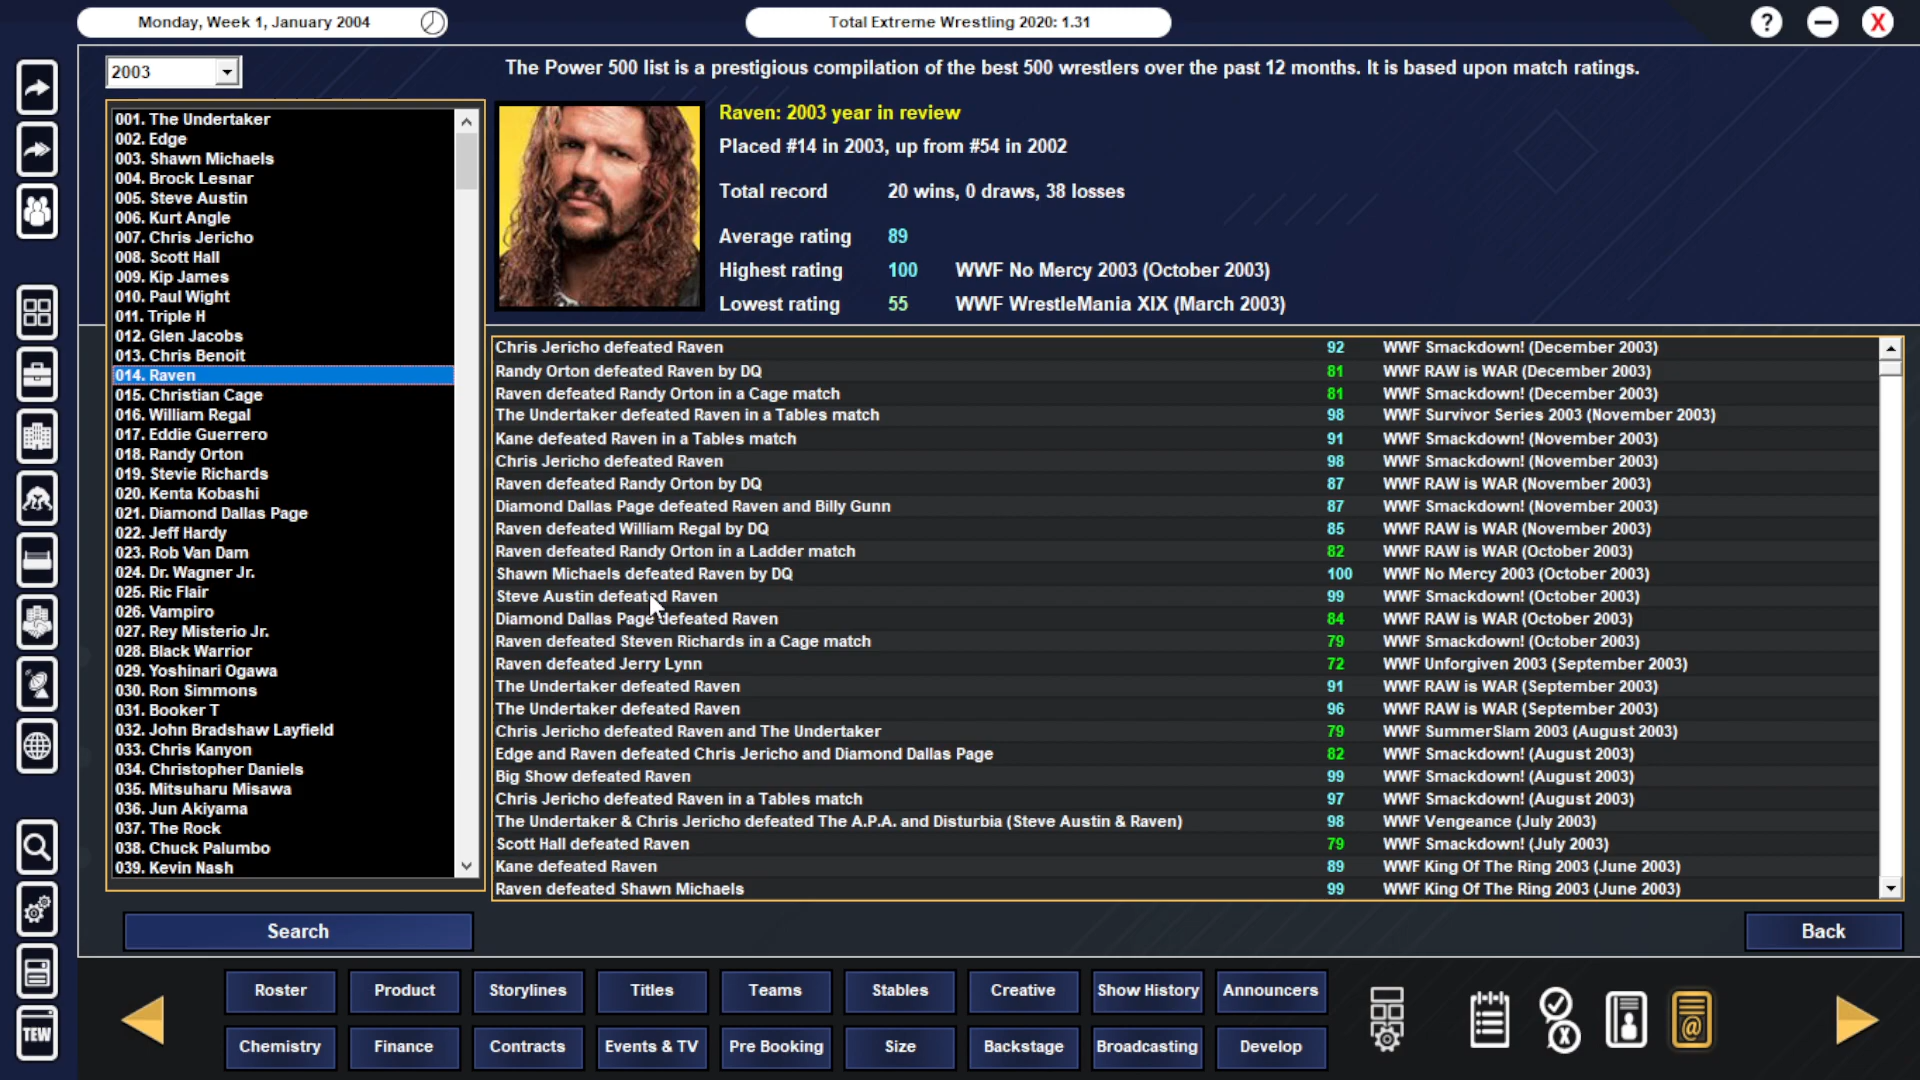 Monday, Week 1, January 2004
Total Extreme Wrestling 2020: 1.31
?
X
2003
The Power 500 list is a prestigious compilation of the best 500 wrestlers over the past 12 months. It is based upon match ratings.
001. The Undertaker
002. Edge
003. Shawn Michaels
004. Brock Lesnar
005. Steve Austin
006. Kurt Angle
007. Chris Jericho
008. Scott Hall
009. Kip James
010. Paul Wight
011. Triple H
012. Glen Jacobs
013. Chris Benoit
014. Raven
015. Christian Cage
016. William Regal
017. Eddie Guerrero
018. Randy Orton
019. Stevie Richards
020. Kenta Kobashi
021. Diamond Dallas Page
022. Jeff Hardy
023. Rob Van Dam
024. Dr. Wagner Jr.
025. Ric Flair
026. Vampiro
027. Rey Misterio Jr.
028. Black Warrior
029. Yoshinari Ogawa
030. Ron Simmons
031. Booker T
032. John Bradshaw Layfield
033. Chris Kanyon
034. Christopher Daniels
035. Mitsuharu Misawa
036. Jun Akiyama
037. The Rock
038. Chuck Palumbo
039. Kevin Nash
Raven: 2003 year in review
Placed #14 in 2003, up from #54 in 2002
Total record 20 wins, 0 draws, 38 losses
Average rating 89
Highest rating 100 WWF No Mercy 2003 (October 2003)
Lowest rating 55 WWF WrestleMania XIX (March 2003)
Chris Jericho defeated Raven 92 WWF Smackdown! (December 2003)
Randy Orton defeated Raven by DQ 81 WWF RAW is WAR (December 2003)
Raven defeated Randy Orton in a Cage match 81 WWF Smackdown! (December 2003)
The Undertaker defeated Raven in a Tables match 98 WWF Survivor Series 2003 (November 2003)
Kane defeated Raven in a Tables match 91 WWF Smackdown! (November 2003)
Chris Jericho defeated Raven 98 WWF Smackdown! (November 2003)
Raven defeated Randy Orton by DQ 87 WWF RAW is WAR (November 2003)
Diamond Dallas Page defeated Raven and Billy Gunn 87 WWF Smackdown! (November 2003)
Raven defeated William Regal by DQ 85 WWF RAW is WAR (November 2003)
Raven defeated Randy Orton in a Ladder match 82 WWF RAW is WAR (October 2003)
Shawn Michaels defeated Raven by DQ 100 WWF No Mercy 2003 (October 2003)
Steve Austin defeated Raven 99 WWF Smackdown! (October 2003)
Diamond Dallas Page defeated Raven 84 WWF RAW is WAR (October 2003)
Raven defeated Steven Richards in a Cage match 79 WWF Smackdown! (October 2003)
Raven defeated Jerry Lynn 72 WWF Unforgiven 2003 (September 2003)
The Undertaker defeated Raven 91 WWF RAW is WAR (September 2003)
The Undertaker defeated Raven 96 WWF RAW is WAR (September 2003)
Chris Jericho defeated Raven and The Undertaker 79 WWF SummerSlam 2003 (August 2003)
Edge and Raven defeated Chris Jericho and Diamond Dallas Page 82 WWF Smackdown! (August 2003)
Big Show defeated Raven 99 WWF Smackdown! (August 2003)
Chris Jericho defeated Raven in a Tables match 97 WWF Smackdown! (August 2003)
The Undertaker & Chris Jericho defeated The A.P.A. and Disturbia (Steve Austin & Raven) 98 WWF Vengeance (July 2003)
Scott Hall defeated Raven 79 WWF Smackdown! (July 2003)
Kane defeated Raven 89 WWF King Of The Ring 2003 (June 2003)
Raven defeated Shawn Michaels 99 WWF King Of The Ring 2003 (June 2003)
Search
Back
Roster Product Storylines Titles Teams Stables Creative Show History Announcers
Chemistry Finance Contracts Events & TV Pre Booking Size Backstage Broadcasting Develop
TEW